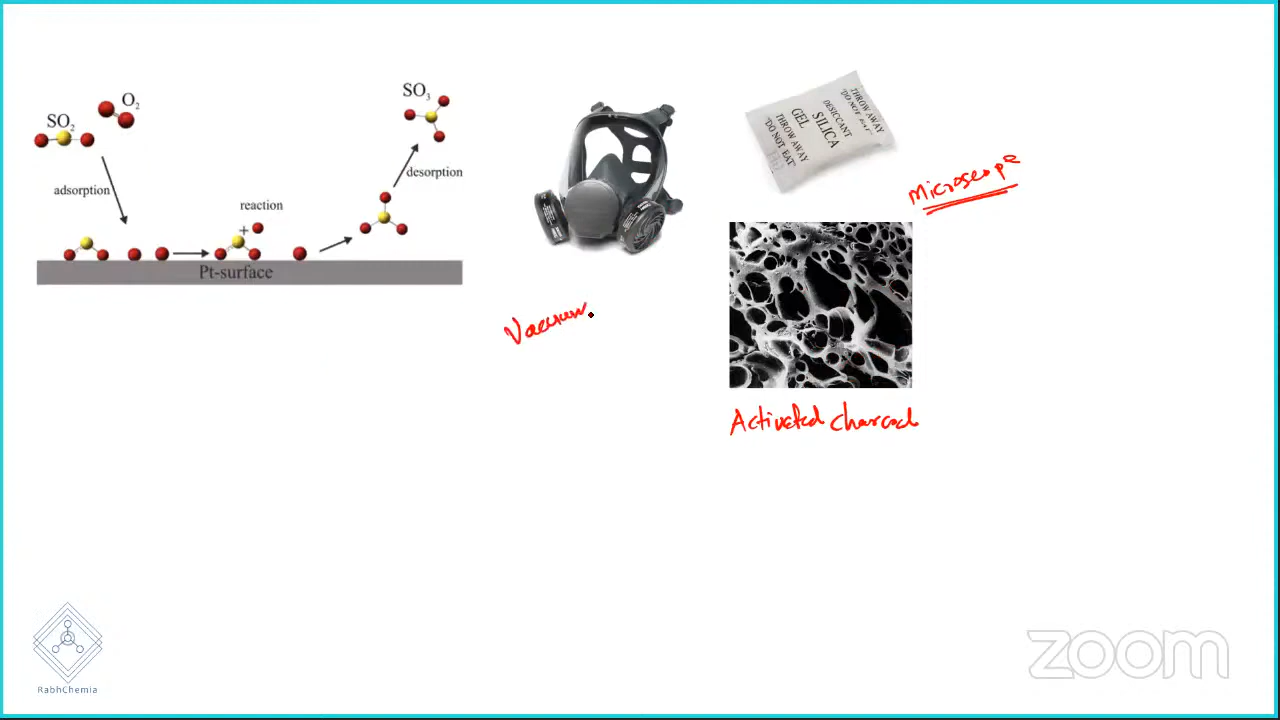 SO2
O2
adsorption
reaction
+
SO3
desorption
Pt-surface
SILICA
GEL
DESICCANT
THROW AWAY
"DO NOT EAT"
THROW AWAY
"DO NOT EAT"
Microscope
Vacuum
Activated charcoal
RabhChemia
zoom